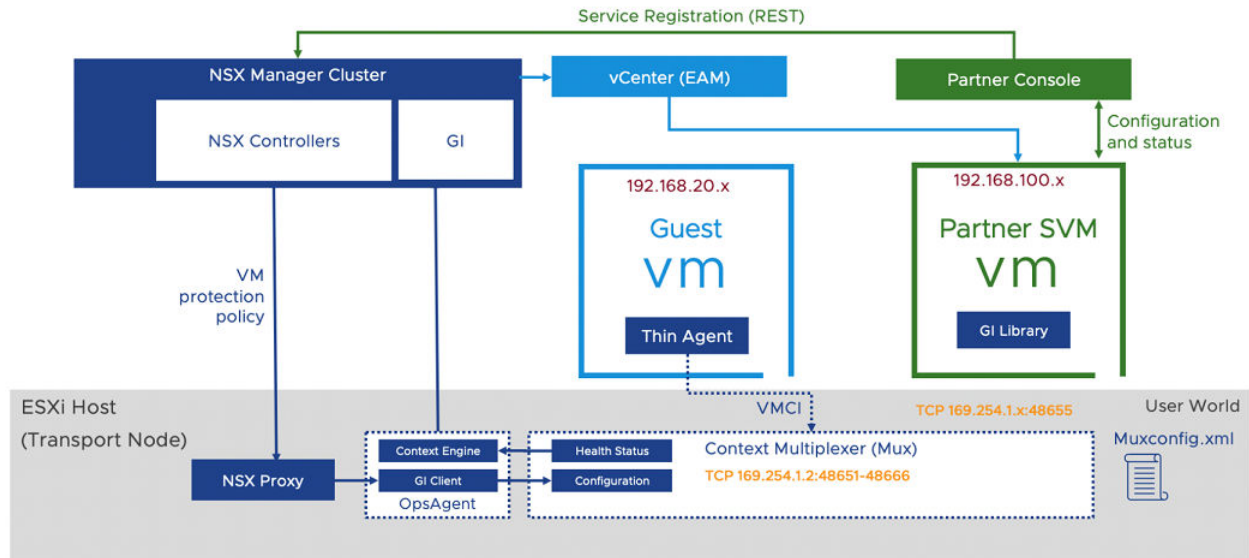 Service Registration (REST)
NSX Manager Cluster
vCenter (EAM)
Partner Console
NSX Controllers
GI
Configuration
and status
192.168.20.x
192.168.100.x
Guest
vm
Partner SVM
vm
VM
protection
policy
Thin Agent
GI Library
ESXi Host
(Transport Node)
VMCI
TCP 169.254.1.x:48655
User World
Muxconfig.xml
Context Engine
Health Status
Context Multiplexer (Mux)
NSX Proxy
GI Client
Configuration
TCP 169.254.1.2:48651-48666
OpsAgent